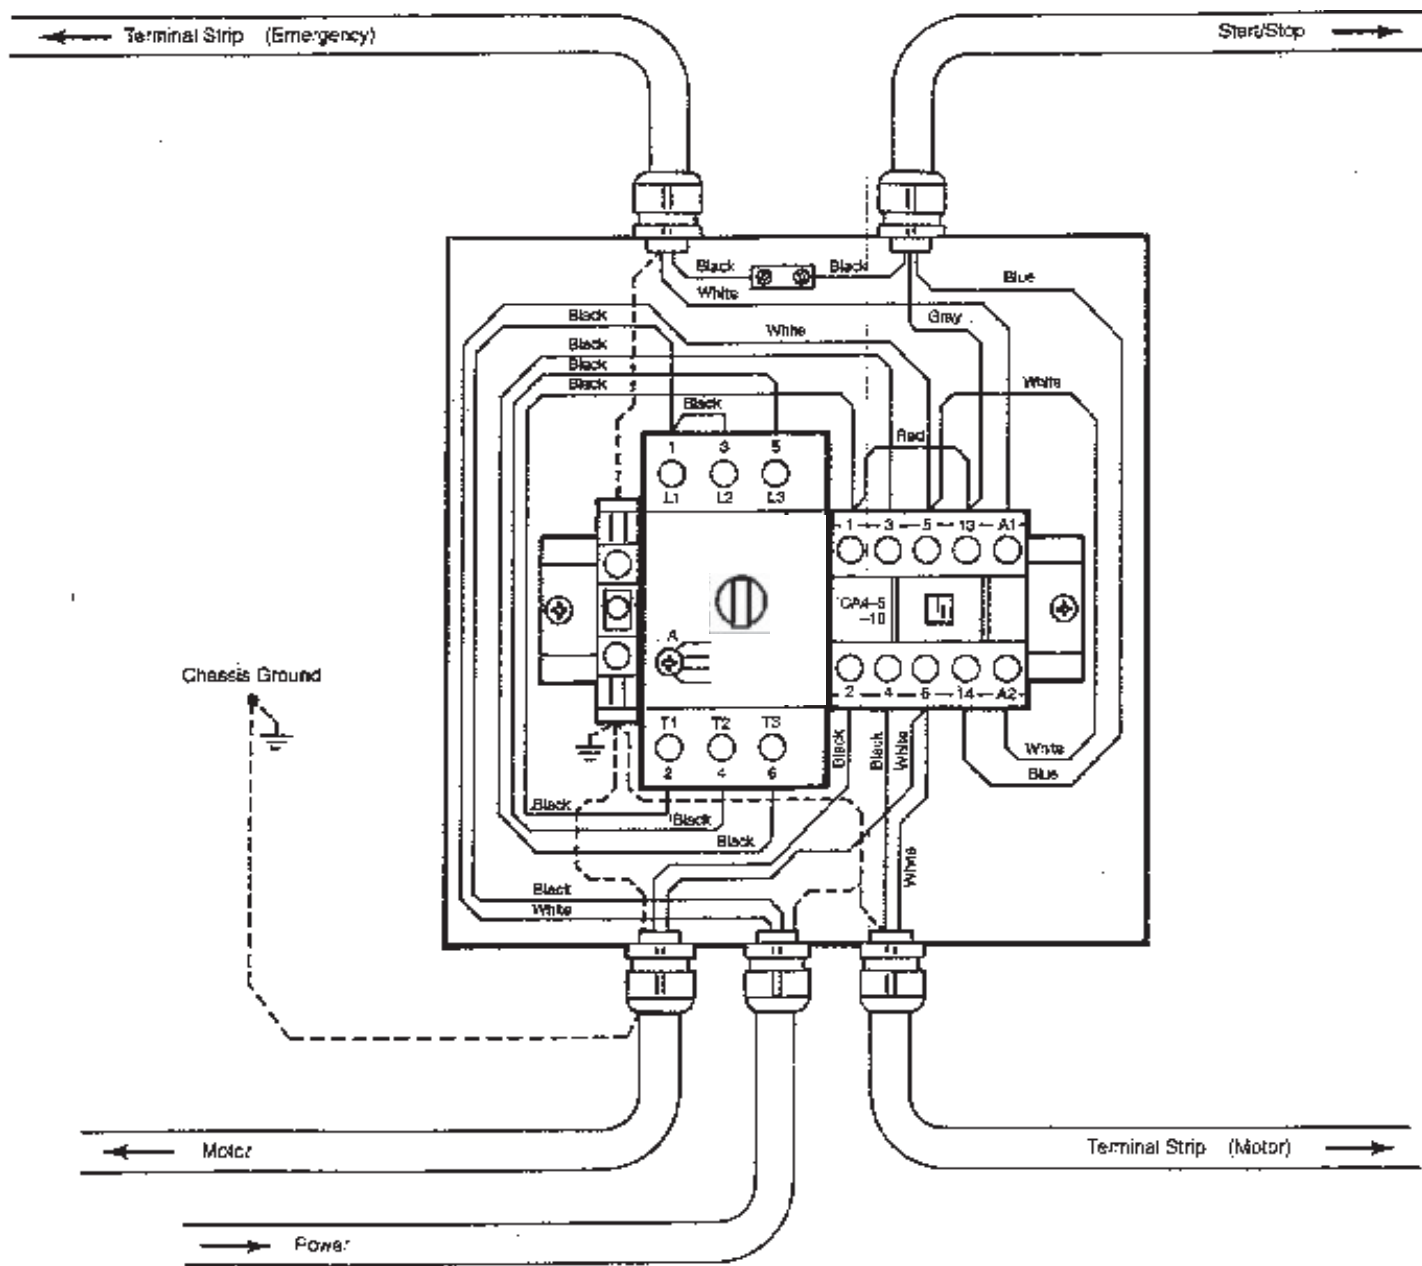 Terminal Strip (Emergency)
Start/Stop
Black
Black
Blue
White
Black
Gray
White
Black
Black
White
Black
Black
Red
1 3 5
L1 L2 L3
1 3 5 13 A1
CA4-5
-10
A
Chassis Ground
2 4 6 14 A2
T1 T2 T3
2 4 6
Black
Black
White
White
Blue
Black
Black
Black
White
Black
White
Motor
Terminal Strip (Motor)
Power